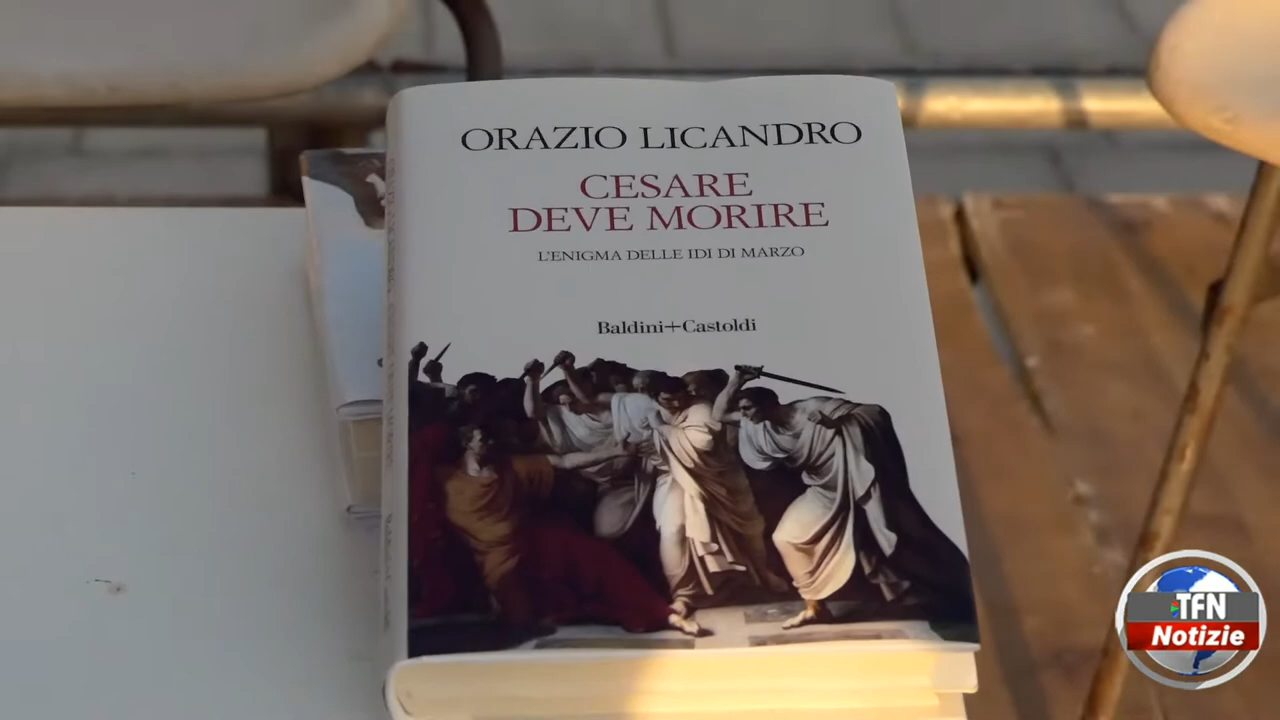 ORAZIO LICANDRO
CESARE
DEVE MORIRE
L'ENIGMA DELLE IDI DI MARZO
Baldini+Castoldi
TFN
Notizie